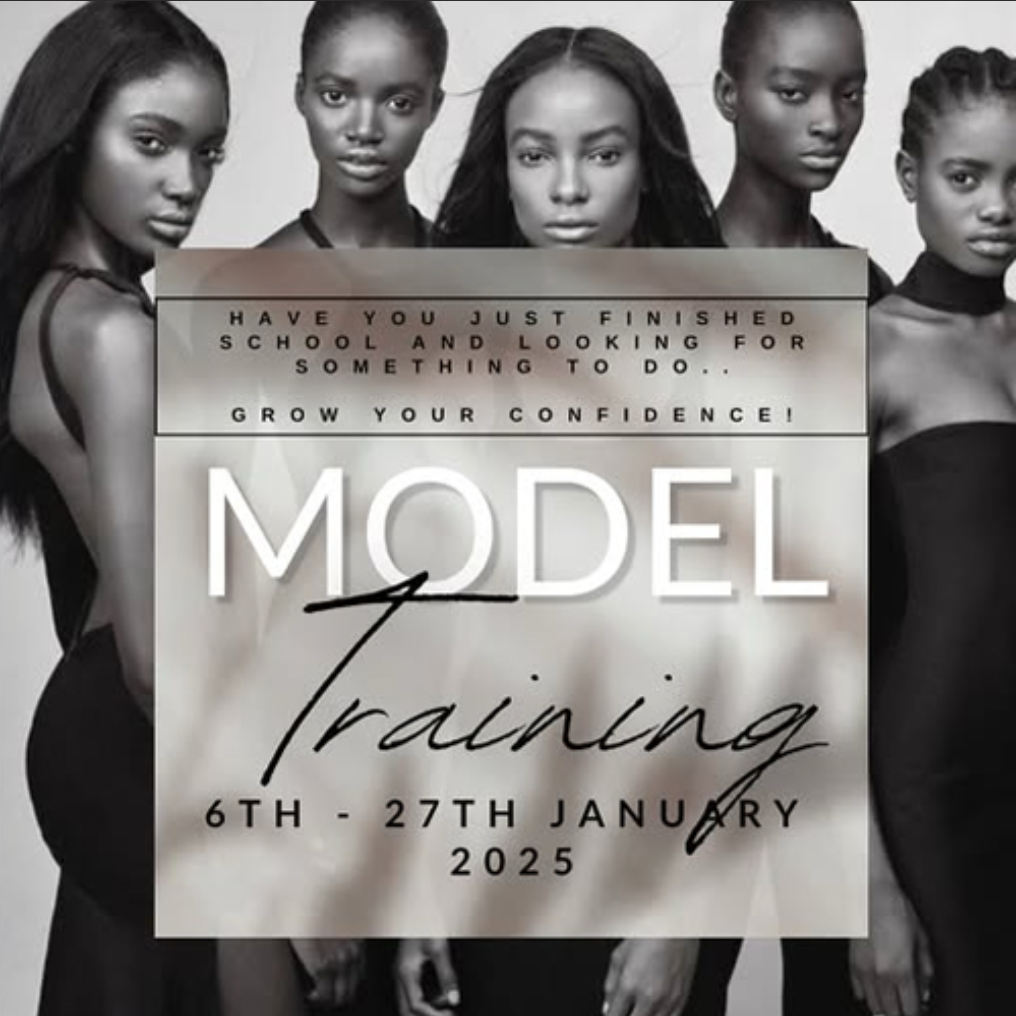 HAVE YOU JUST FINISHED
SCHOOL AND LOOKING FOR
SOMETHING TO DO..
GROW YOUR CONFIDENCE!
MODEL
Training
6TH - 27TH JANUARY
2025